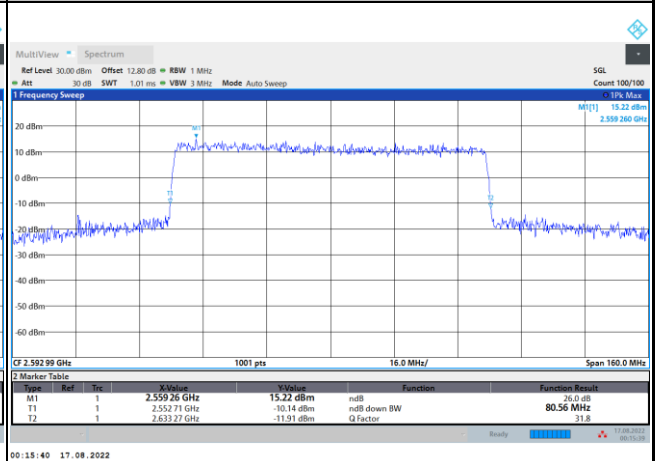 MultiView Spectrum
Ref Level 30.00 dBm Offset 12.80 dB RBW 1 MHz SGL
Att 30 dB SWT 1.01 ms VBW 3 MHz Mode Auto Sweep Count 100/100
1 Frequency Sweep 1Pk Max
M1[1] 15.22 dBm
2.559 260 GHz
20 dBm
M1
10 dBm
0 dBm
T1
-10 dBm
T2
-20 dBm
-30 dBm
-40 dBm
-50 dBm
-60 dBm
CF 2.592 99 GHz 1001 pts 16.0 MHz/ Span 160.0 MHz
2 Marker Table
Type Ref Trc X-Value Y-Value Function Function Result
M1 1 2.559 26 GHz 15.22 dBm ndB 26.0 dB
T1 1 2.552 71 GHz -10.14 dBm ndB down BW 80.56 MHz
T2 1 2.633 27 GHz -11.91 dBm Q Factor 31.8
Ready 17.08.2022
00:15:39
00:15:40 17.08.2022